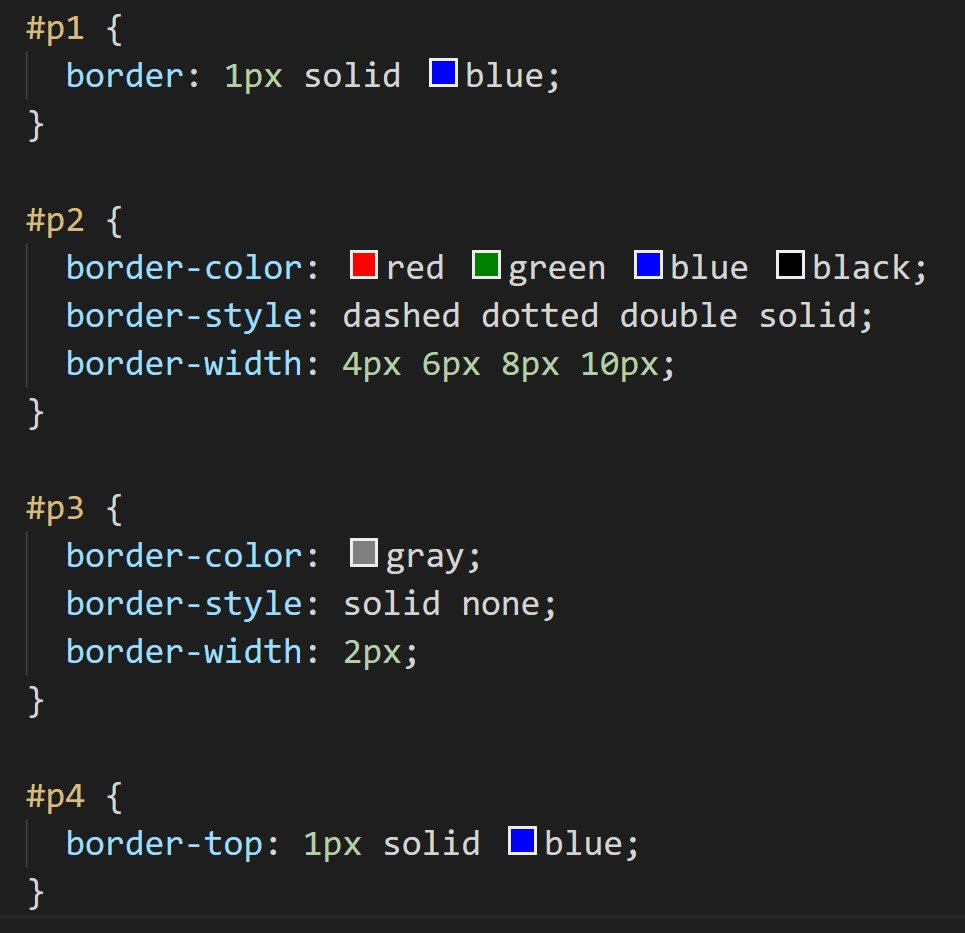 #p1 {
border: 1px solid blue;
}
#p2 {
border-color: red green blue black;
border-style: dashed dotted double solid;
border-width: 4px 6px 8px 10px;
}
#p3 {
border-color: gray;
border-style: solid none;
border-width: 2px;
}
#p4 {
border-top: 1px solid blue;
}